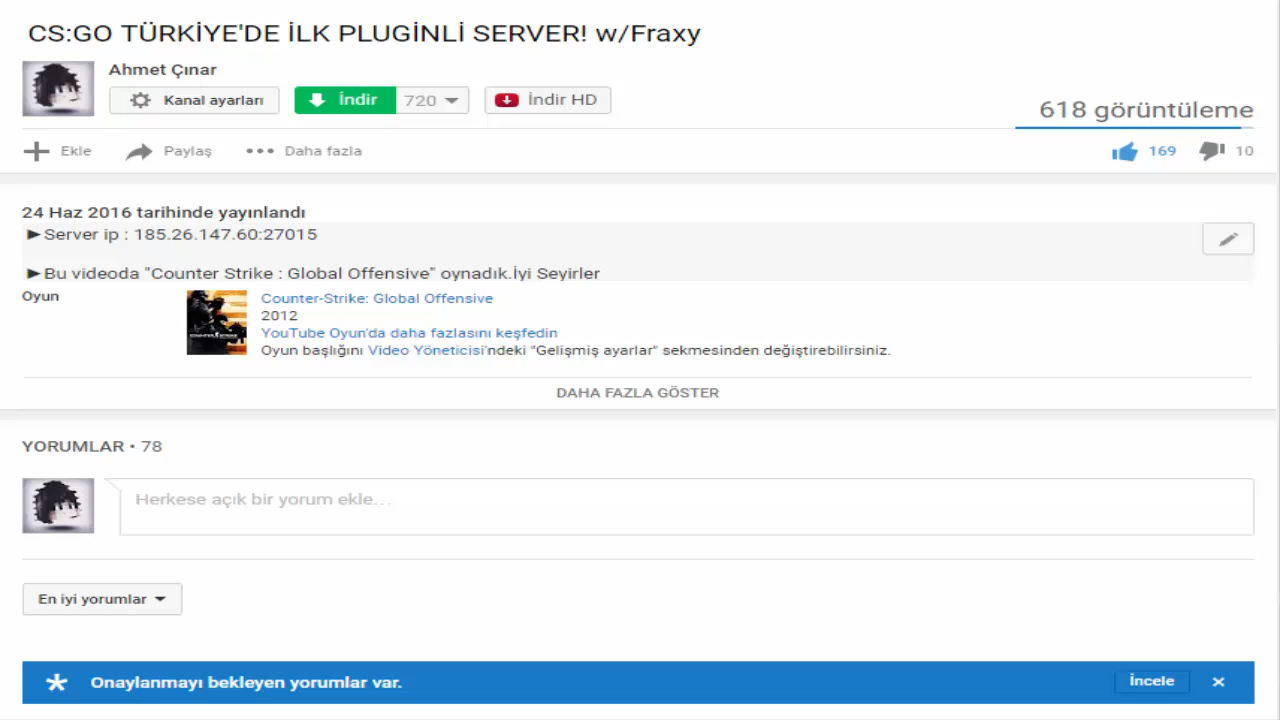 CS:GO TÜRKİYE'DE İLK PLUGİNLİ SERVER! w/Fraxy
Ahmet Çınar
Kanal ayarları
İndir
720
İndir HD
618 görüntüleme
Ekle
Paylaş
Daha fazla
169
10
24 Haz 2016 tarihinde yayınlandı
►Server ip : 185.26.147.60:27015
►Bu videoda "Counter Strike : Global Offensive" oynadık.İyi Seyirler
Oyun
Counter-Strike: Global Offensive
2012
YouTube Oyun'da daha fazlasını keşfedin
Oyun başlığını Video Yöneticisi'ndeki "Gelişmiş ayarlar" sekmesinden değiştirebilirsiniz.
DAHA FAZLA GÖSTER
YORUMLAR • 78
Herkese açık bir yorum ekle...
En iyi yorumlar
Onaylanmayı bekleyen yorumlar var.
İncele